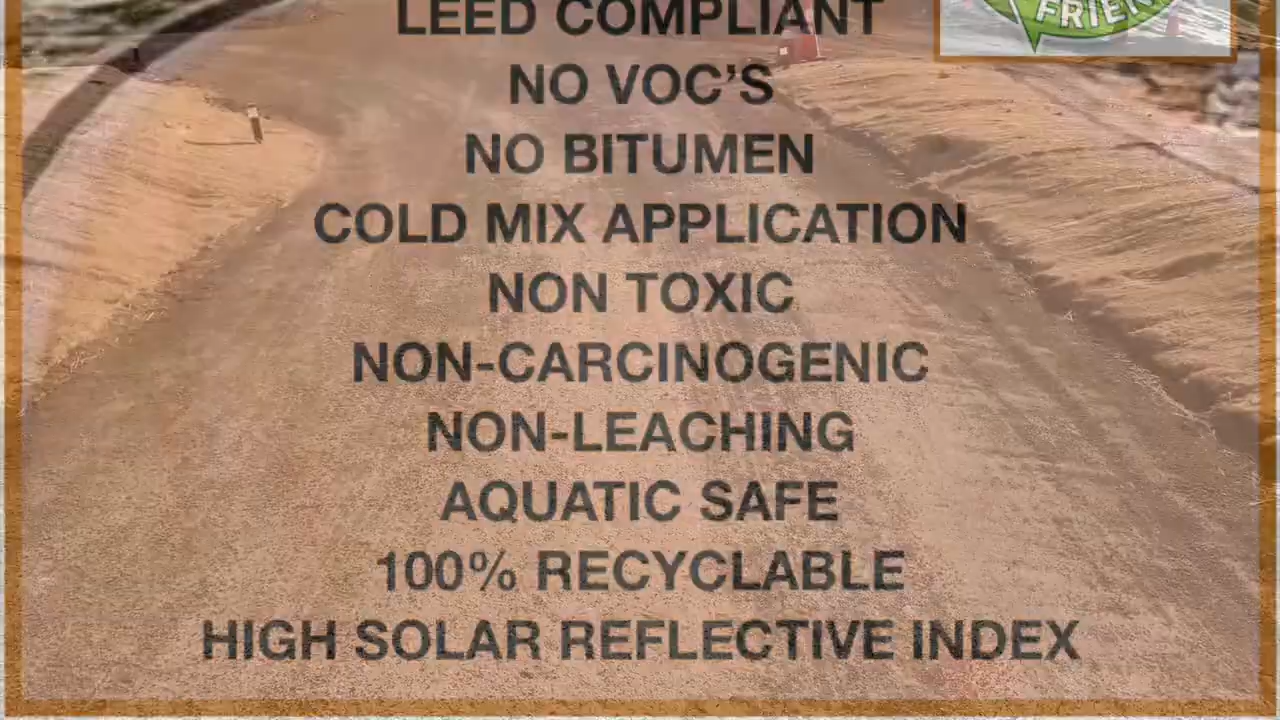 LEED COMPLIANT
NO VOC'S
NO BITUMEN
COLD MIX APPLICATION
NON TOXIC
NON-CARCINOGENIC
NON-LEACHING
AQUATIC SAFE
100% RECYCLABLE
HIGH SOLAR REFLECTIVE INDEX